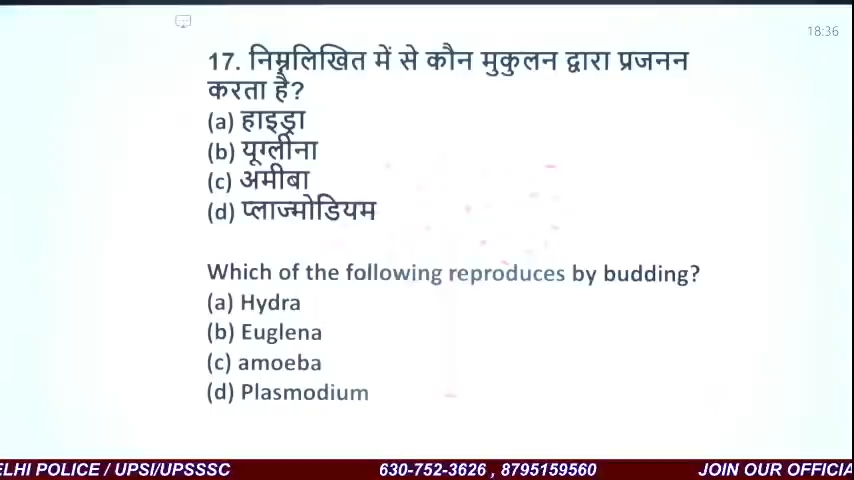 18:36
17. निम्नलिखित में से कौन मुकुलन द्वारा प्रजनन
करता है?
(a) हाइड्रा
(b) यूग्लीना
(c) अमीबा
(d) प्लाज्मोडियम
Which of the following reproduces by budding?
(a) Hydra
(b) Euglena
(c) amoeba
(d) Plasmodium
ELHI POLICE / UPSI/UPSSSC 630-752-3626 , 8795159560 JOIN OUR OFFICIA